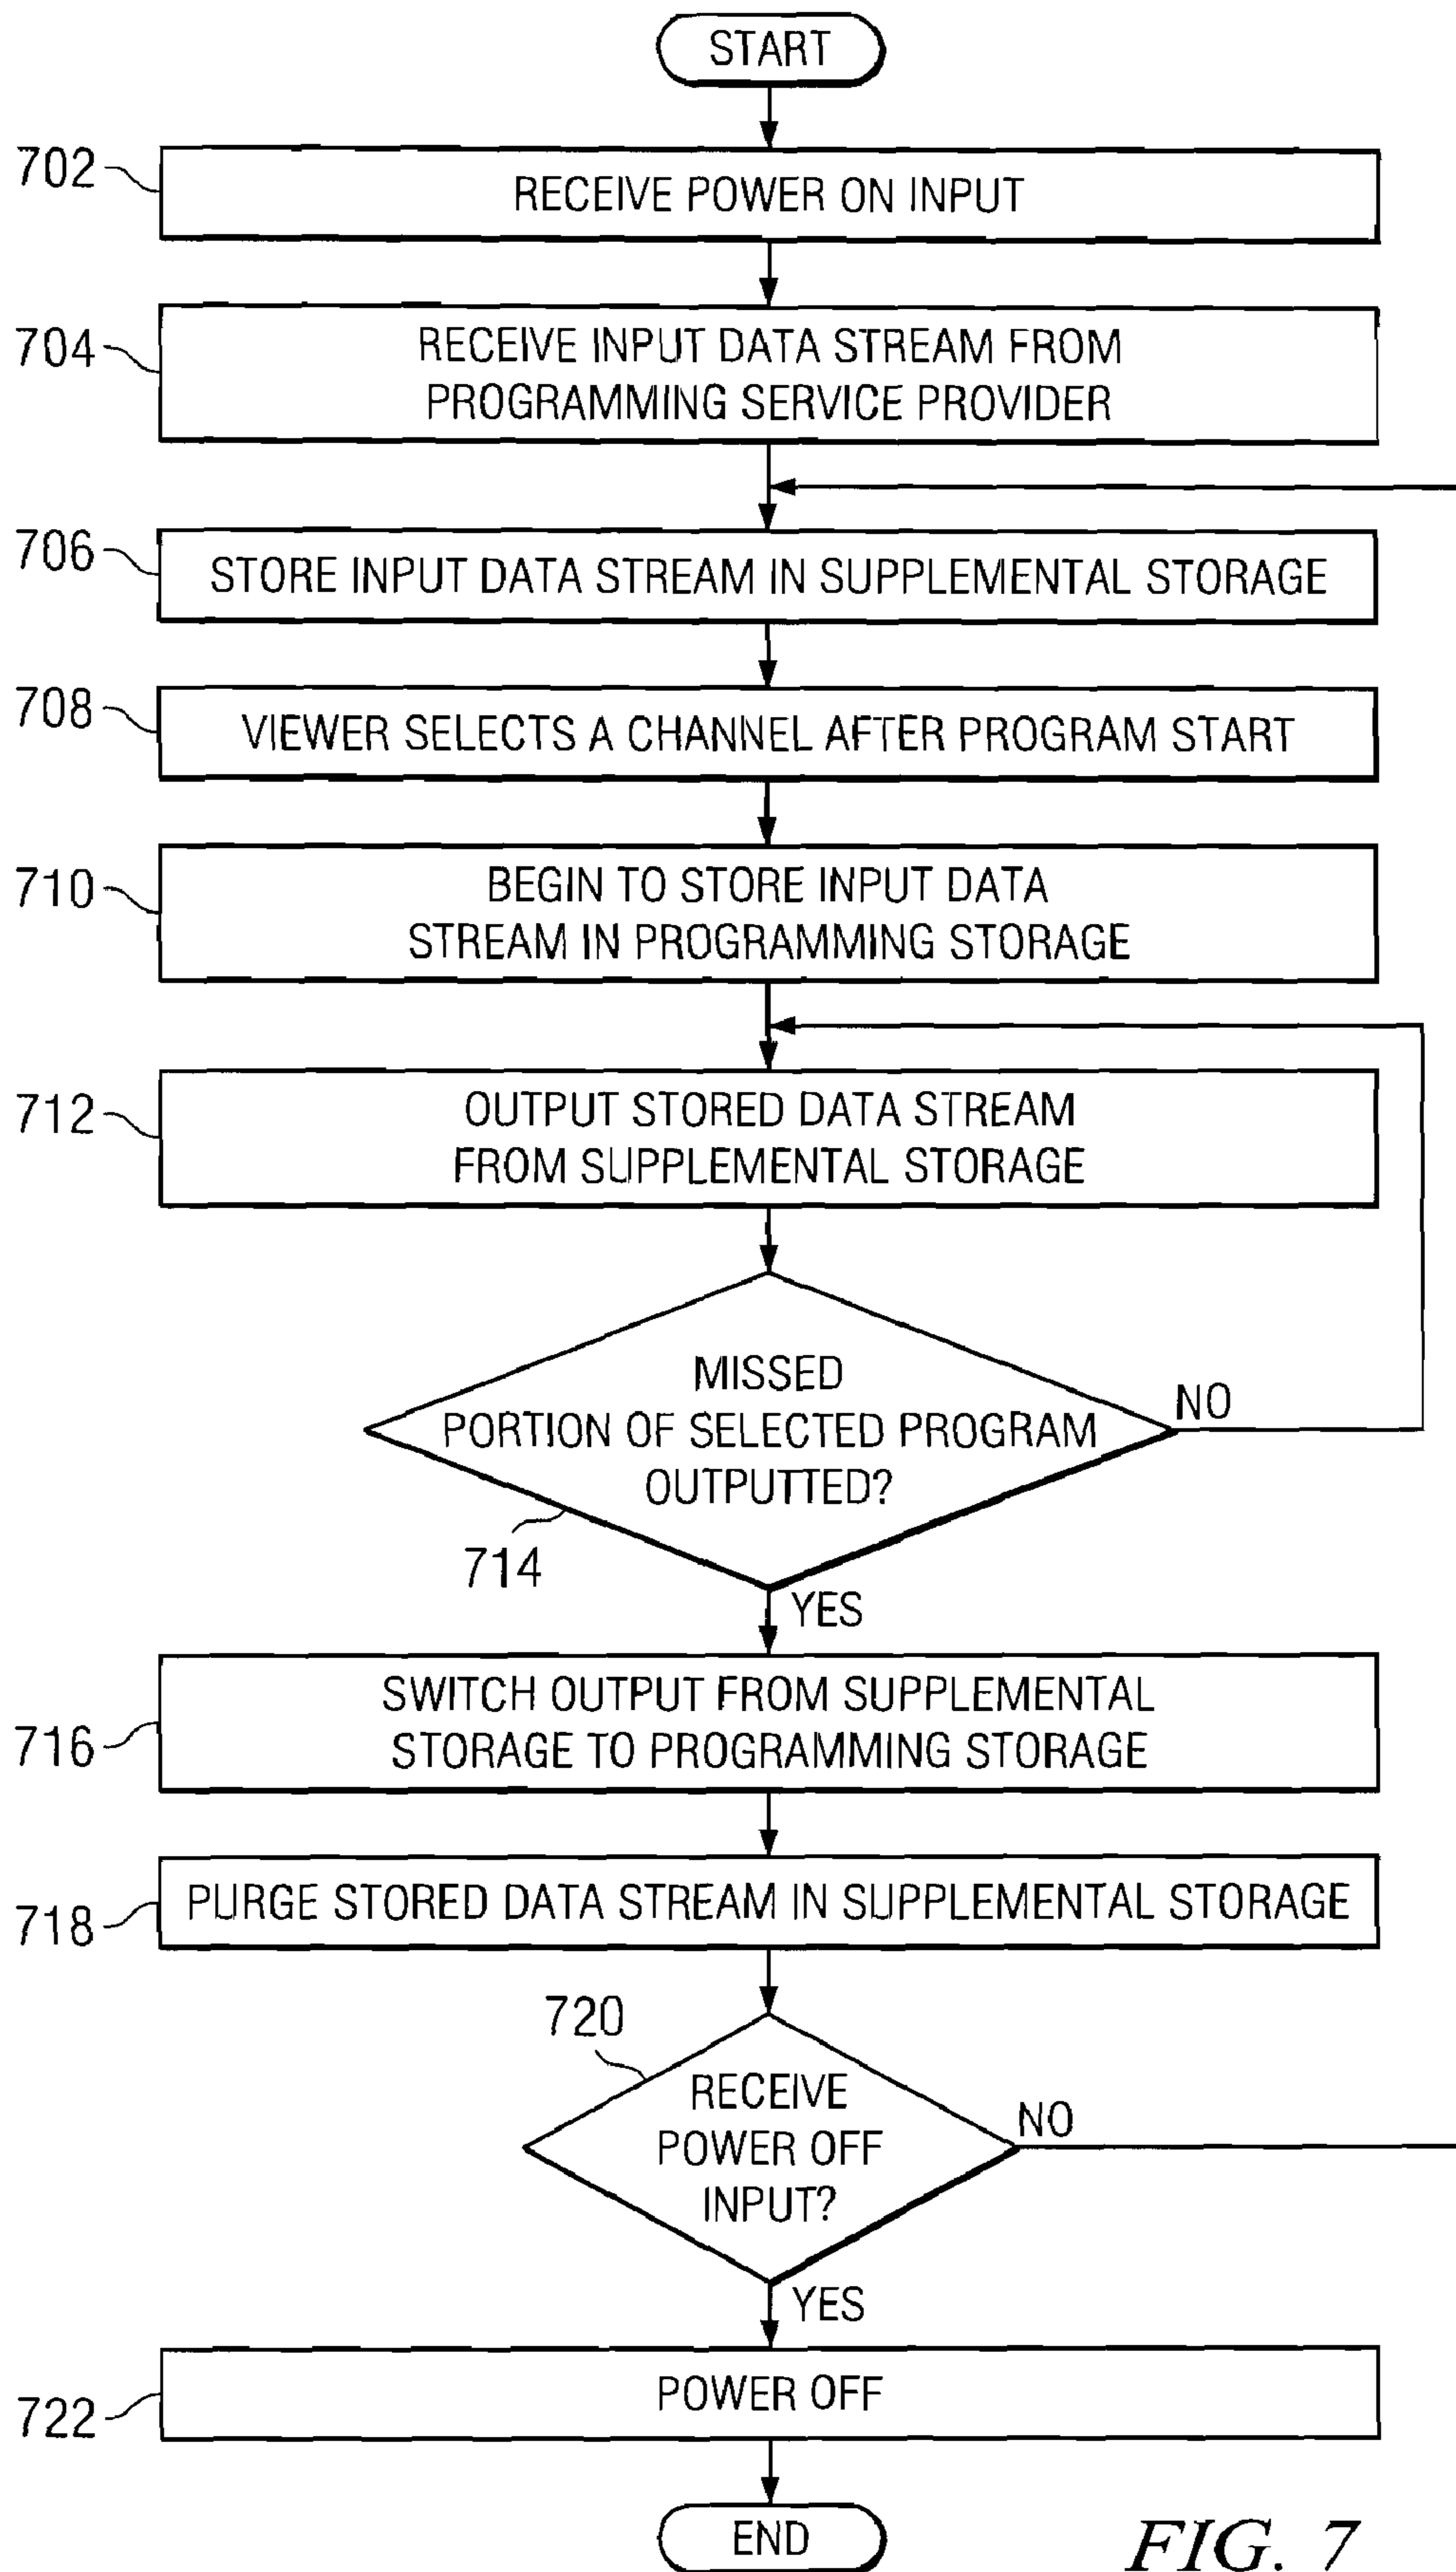 START
702
RECEIVE POWER ON INPUT
704
RECEIVE INPUT DATA STREAM FROM
PROGRAMMING SERVICE PROVIDER
706
STORE INPUT DATA STREAM IN SUPPLEMENTAL STORAGE
708
VIEWER SELECTS A CHANNEL AFTER PROGRAM START
710
BEGIN TO STORE INPUT DATA
STREAM IN PROGRAMMING STORAGE
712
OUTPUT STORED DATA STREAM
FROM SUPPLEMENTAL STORAGE
MISSED
PORTION OF SELECTED PROGRAM
OUTPUTTED?
NO
714
YES
716
SWITCH OUTPUT FROM SUPPLEMENTAL
STORAGE TO PROGRAMMING STORAGE
718
PURGE STORED DATA STREAM IN SUPPLEMENTAL STORAGE
720
RECEIVE
POWER OFF
INPUT?
NO
YES
722
POWER OFF
END
FIG. 7